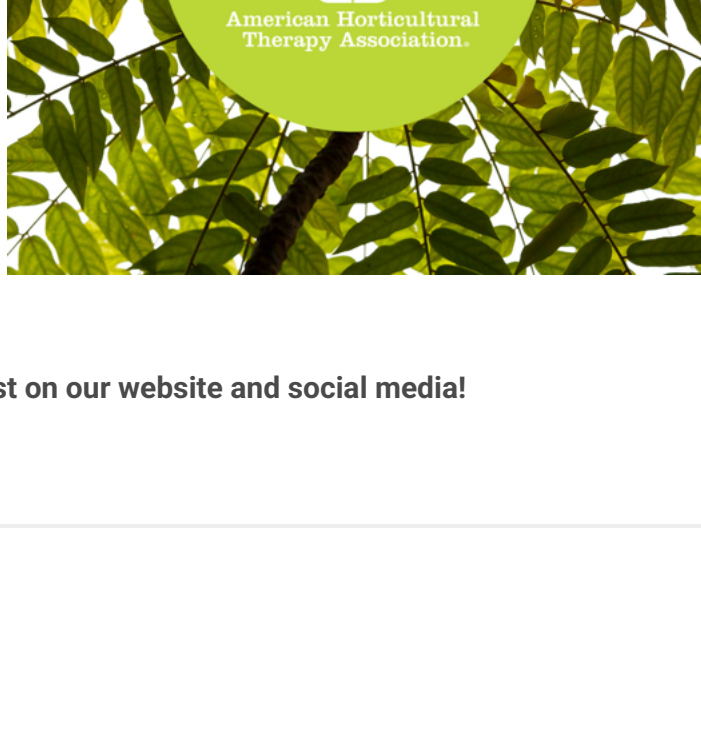 American Horticultural
Therapy Association.
st on our website and social media!